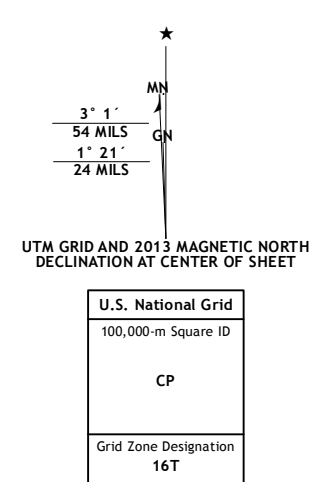 ★
MN
3° 1´
54 MILS
GN
1° 21´
24 MILS
UTM GRID AND 2013 MAGNETIC NORTH
DECLINATION AT CENTER OF SHEET
U.S. National Grid
100,000-m Square ID
CP
Grid Zone Designation
16T